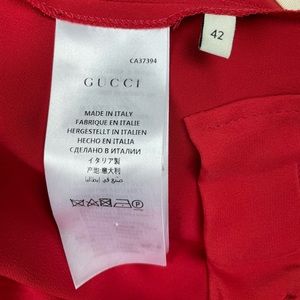 42
CA37394
GUCCI
MADE IN ITALY
FABRIQUE EN ITALIE
HERGESTELLT IN ITALIEN
HECHO EN ITALIA
СДЕЛАНО В ИТАЛИИ
イタリア製
产地:意大利
صنع في إيطاليا